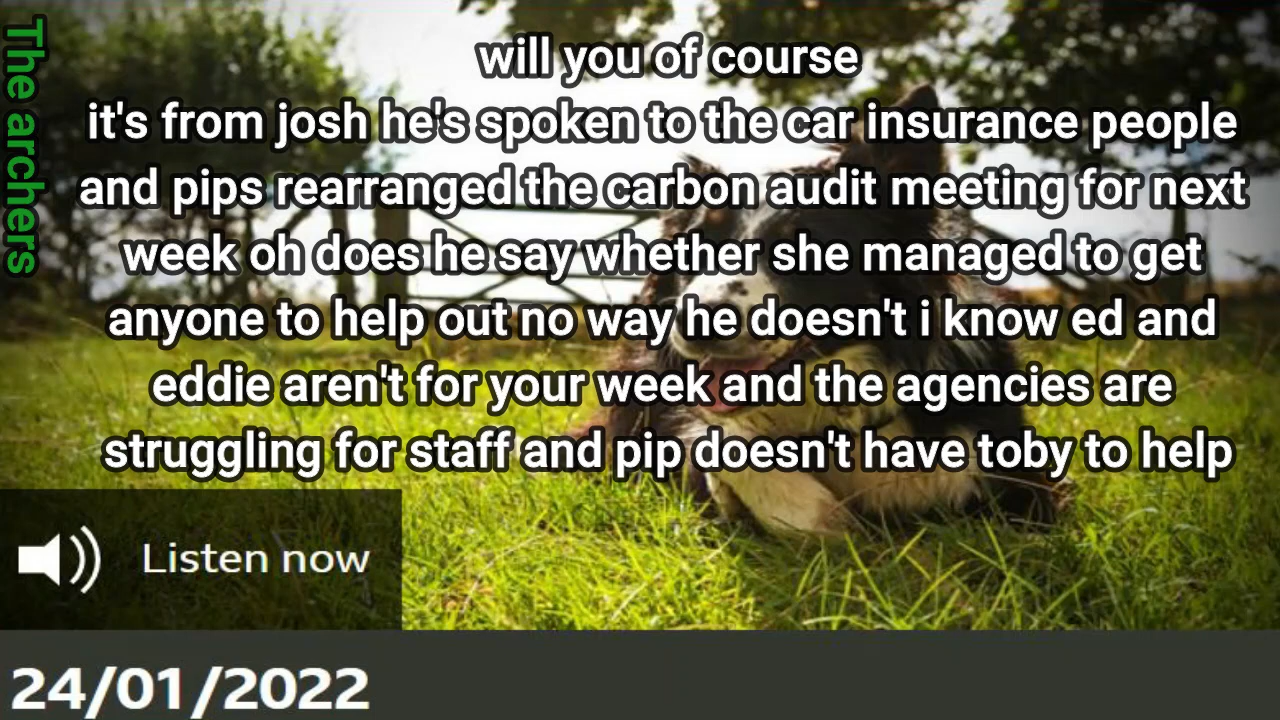 The archers
will you of course
it's from josh he's spoken to the car insurance people
and pips rearranged the carbon audit meeting for next
week oh does he say whether she managed to get
anyone to help out no way he doesn't i know ed and
eddie aren't for your week and the agencies are
struggling for staff and pip doesn't have toby to help
Listen now
24/01/2022